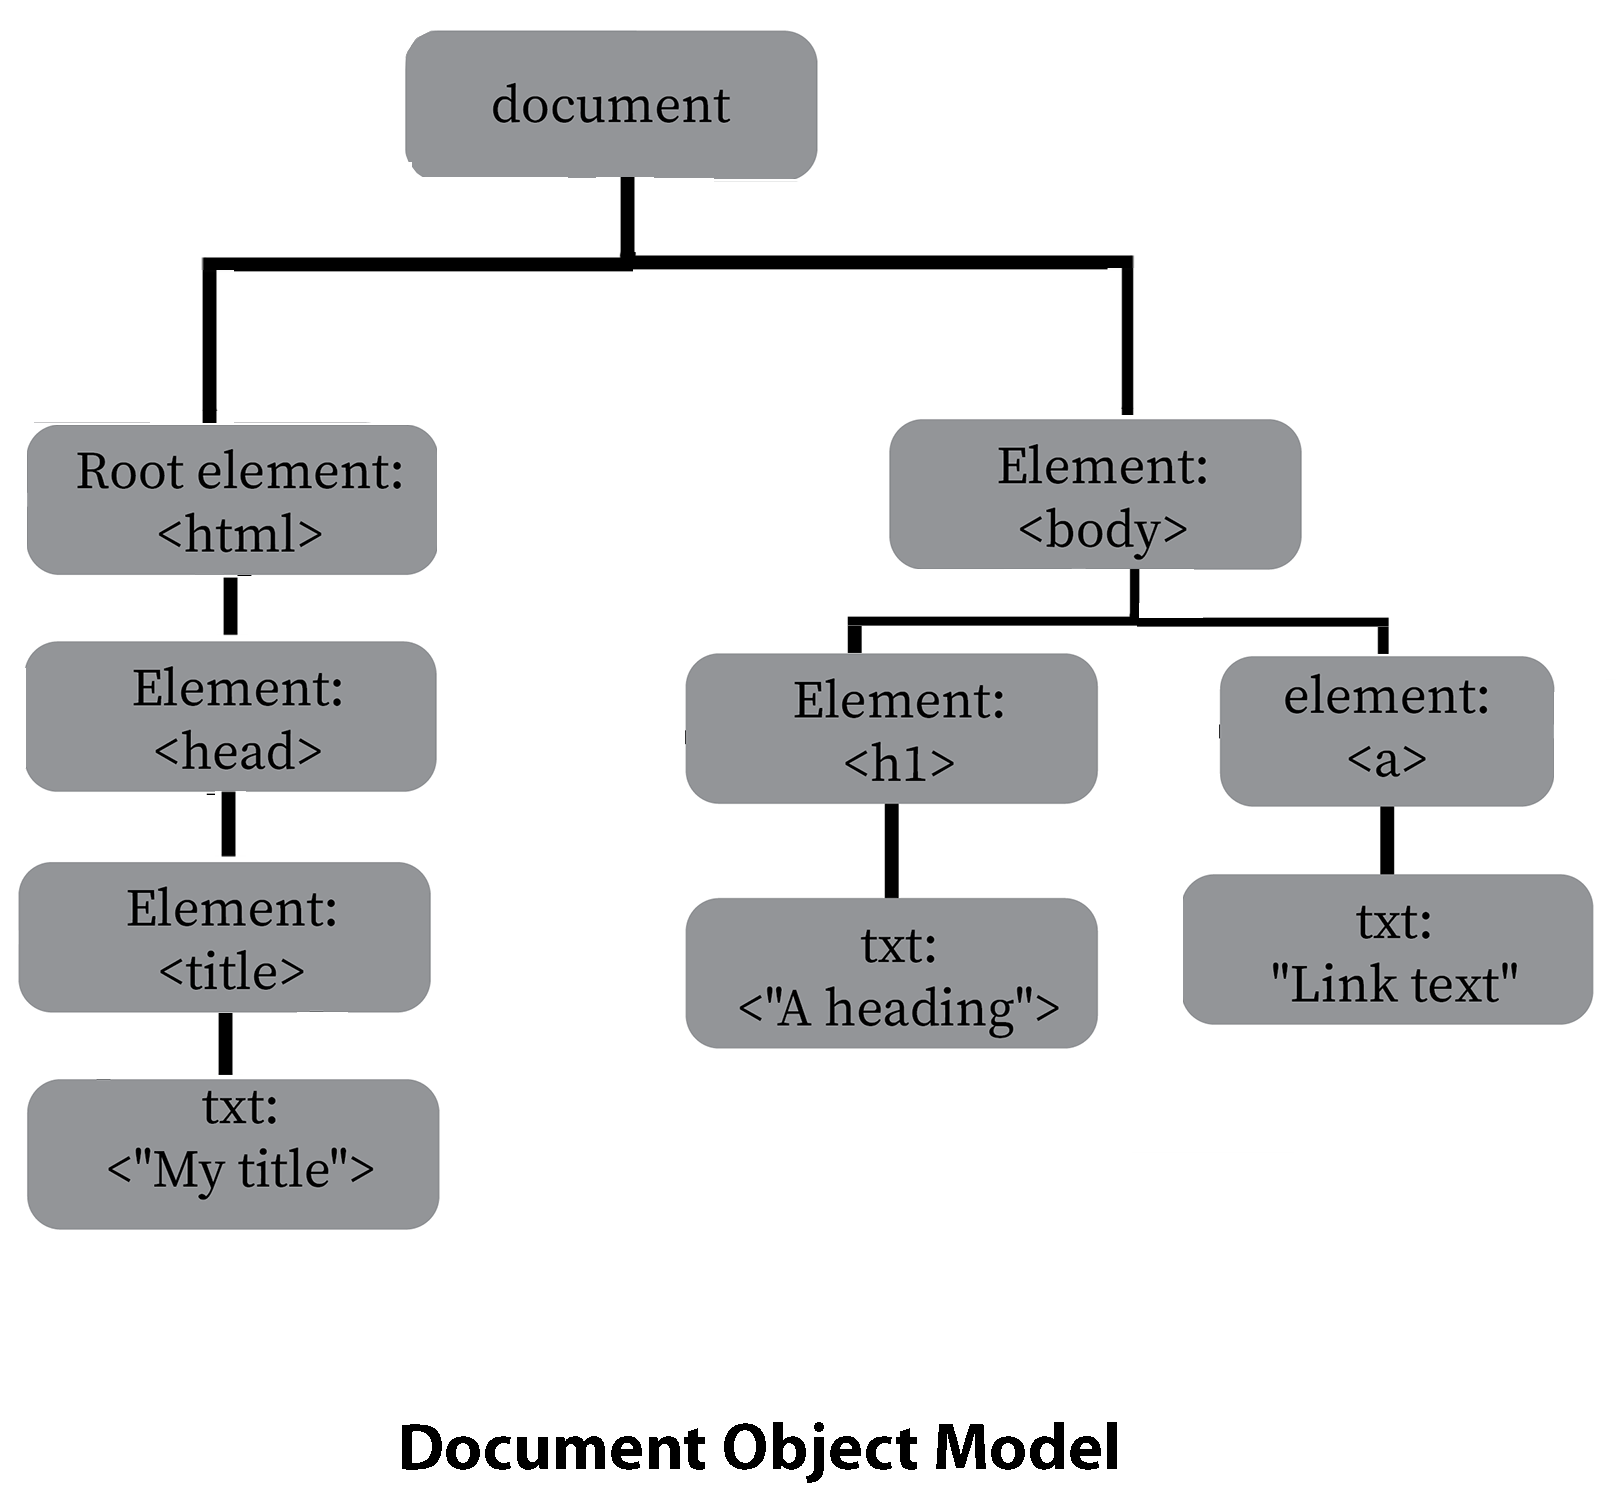 document
Root element:
<html>
Element:
<head>
Element:
<title>
txt:
<"My title">
Element:
<body>
Element:
<h1>
txt:
<"A heading">
element:
<a>
txt:
"Link text"
Document Object Model